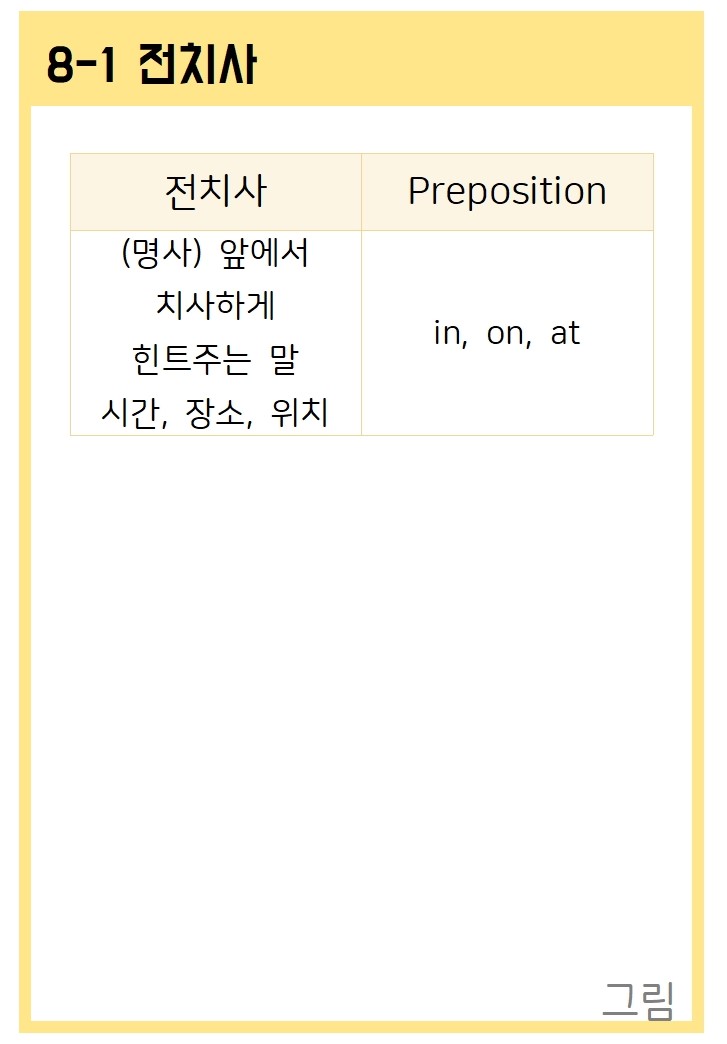 8-1 전치사
전치사
Preposition
(명사) 앞에서
치사하게
힌트주는 말
시간, 장소, 위치
in, on, at
그림